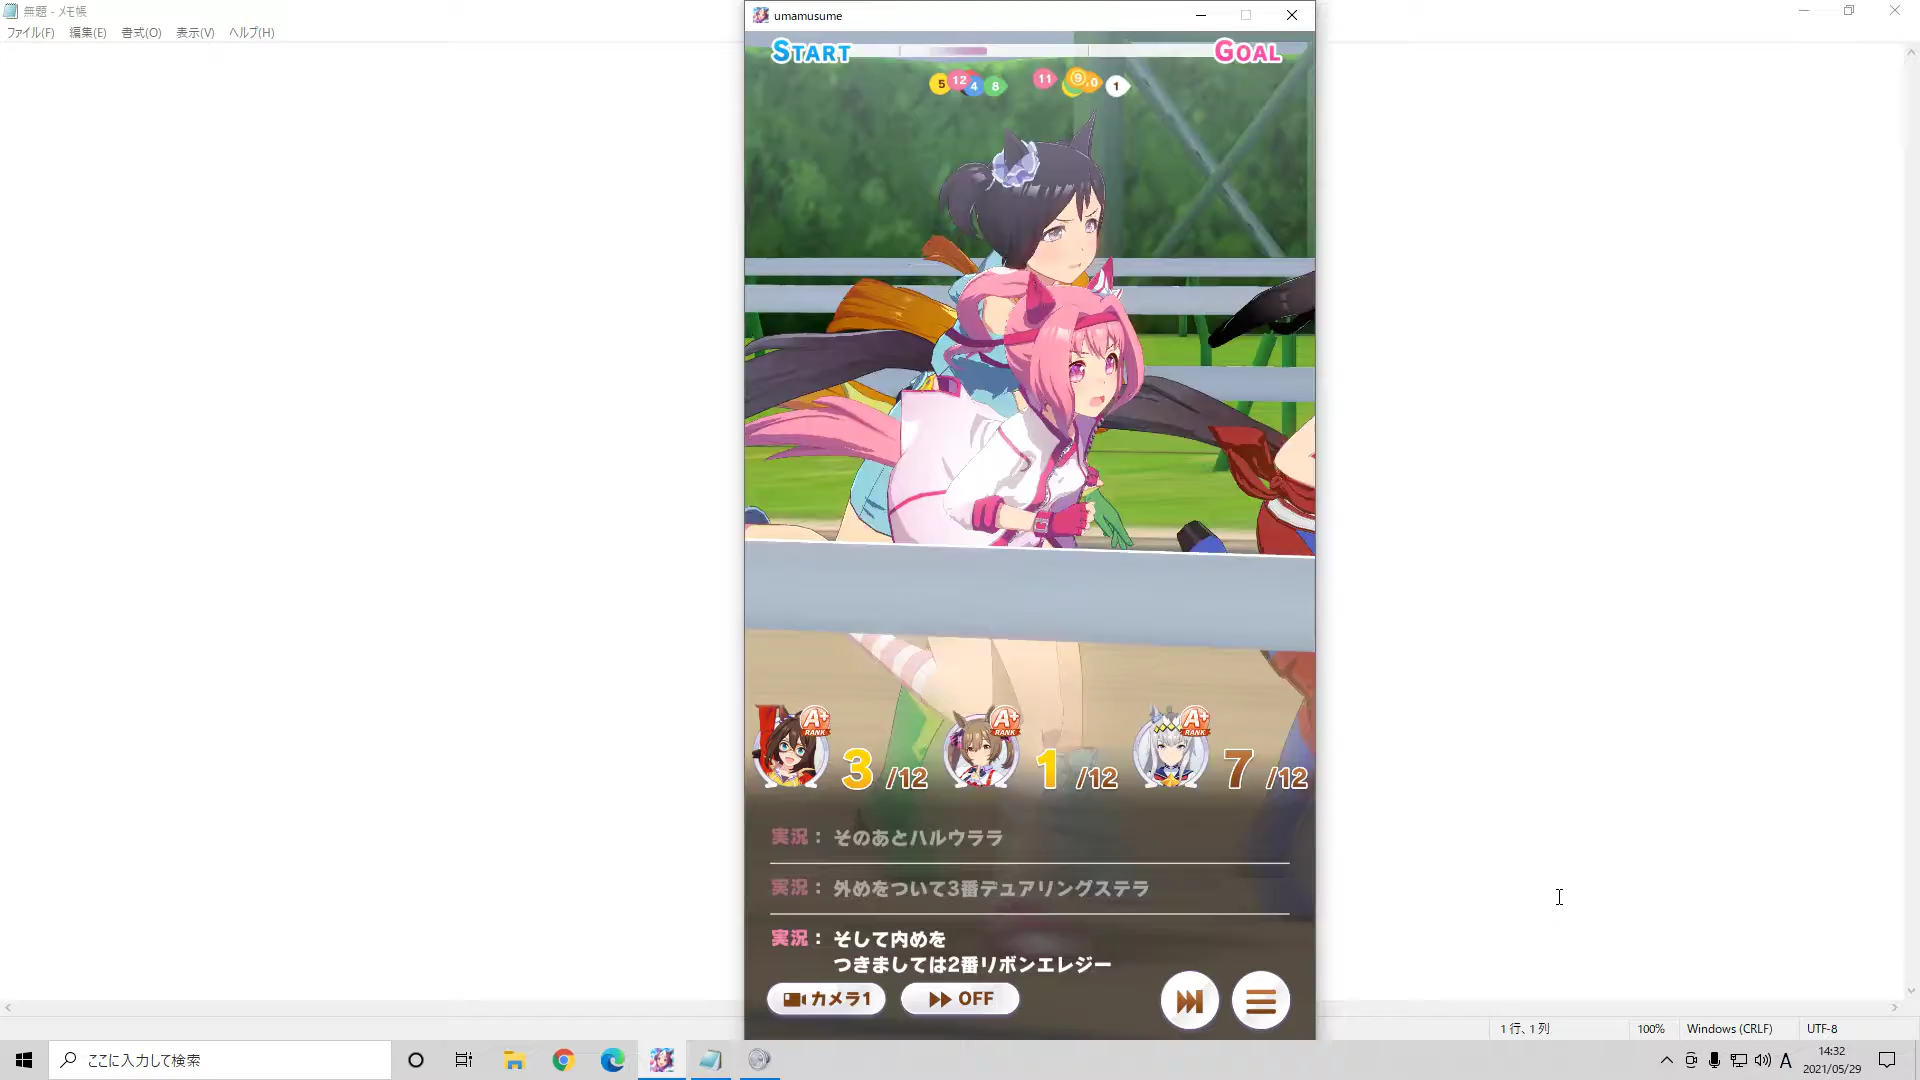 無題 - メモ帳
ファイル(F) 編集(E) 書式(O) 表示(V) ヘルプ(H)
umamusume
START GOAL
5 12 4 8 11 9 10 1
A+ RANK 3 /12 A+ RANK 1 /12 A+ RANK 7 /12
実況： そのあとハルウララ
実況： 外めをついて3番デュアリングステラ
実況： そして内めを
つきましては2番リボンエレジー
カメラ1 OFF
1 行、1 列 100% Windows (CRLF) UTF-8
ここに入力して検索
A
14:32
2021/05/29